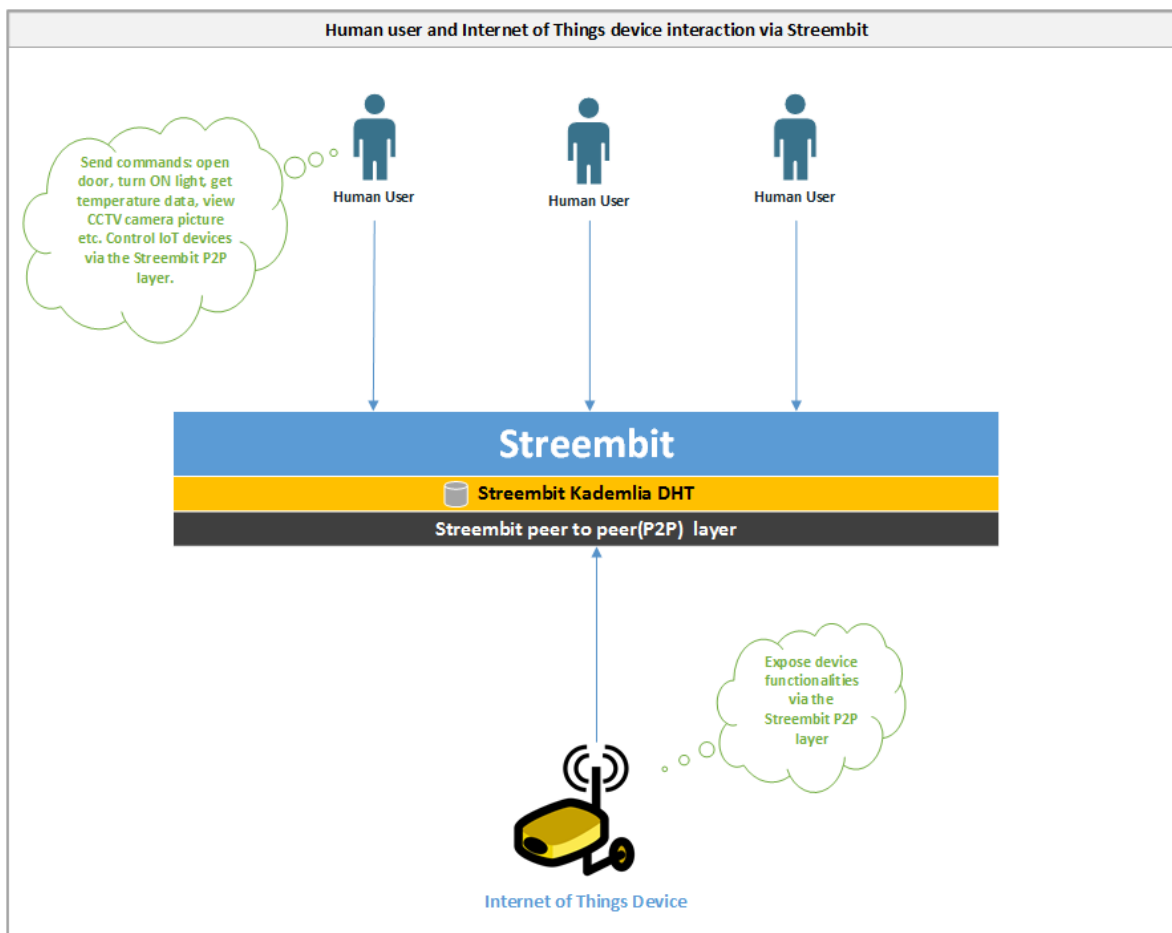 Human user and Internet of Things device interaction via Streembit
Send commands: open
door, turn ON light, get
temperature data, view
CCTV camera picture
etc. Control IoT devices
via the Streembit P2P
layer.
Human User
Human User
Human User
Streembit
Streembit Kademlia DHT
Streembit peer to peer(P2P) layer
Expose device
functionalities
via the
Streembit P2P
layer
Internet of Things Device